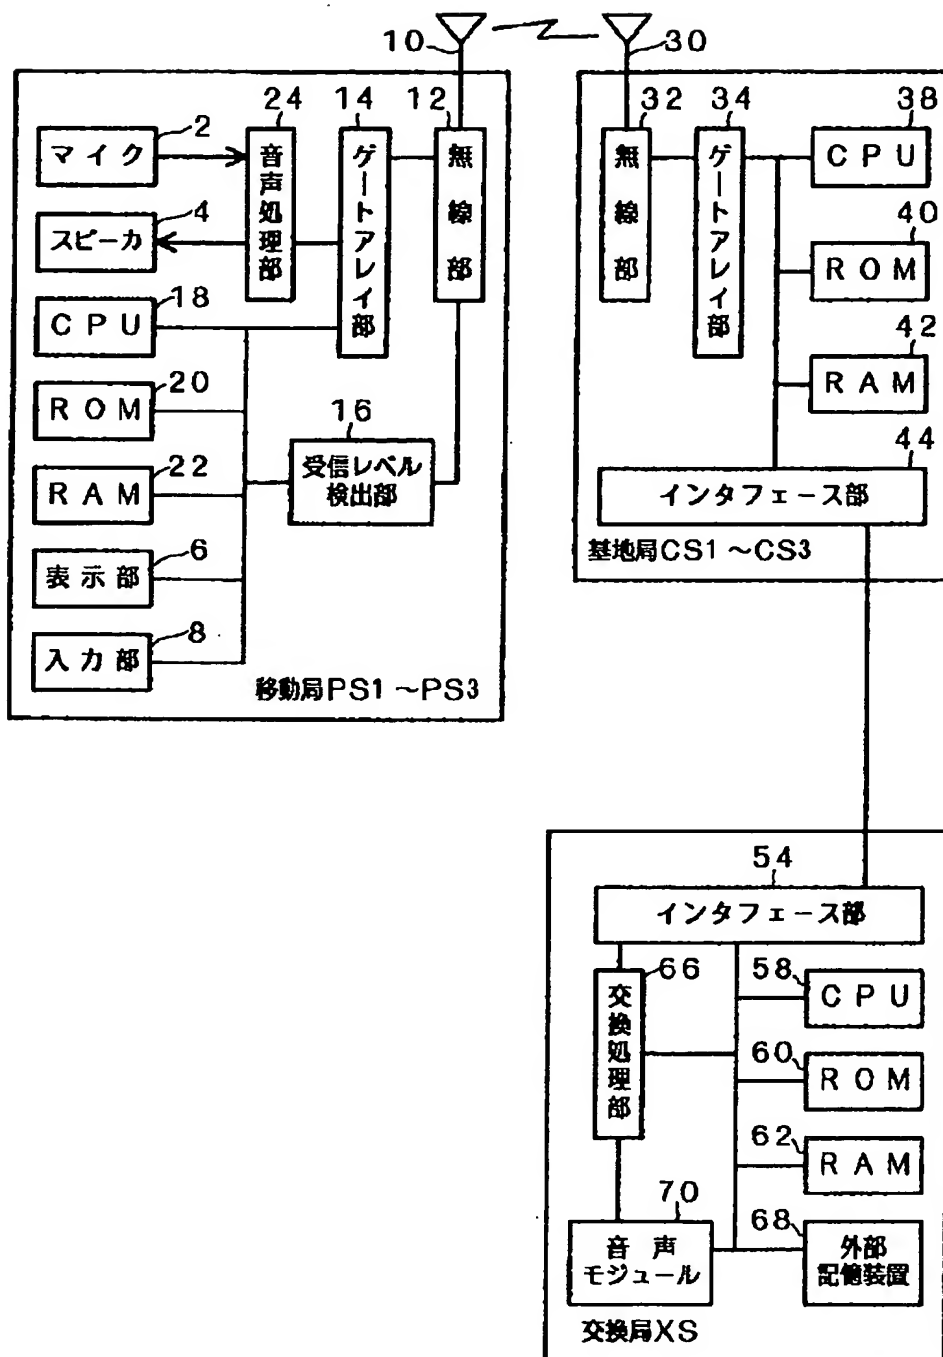 10
30
24
14
12
2
マイク
音声処理部
ゲートアレイ部
無線部
4
スピーカ
18
CPU
20
ROM
16
受信レベル
検出部
22
RAM
6
表示部
8
入力部
移動局PS1～PS3
32
34
38
無線部
ゲートアレイ部
CPU
40
ROM
42
RAM
44
インタフェース部
基地局CS1～CS3
54
インタフェース部
66
交換処理部
58
CPU
60
ROM
62
RAM
70
音声
モジュール
68
外部
記憶装置
交換局XS